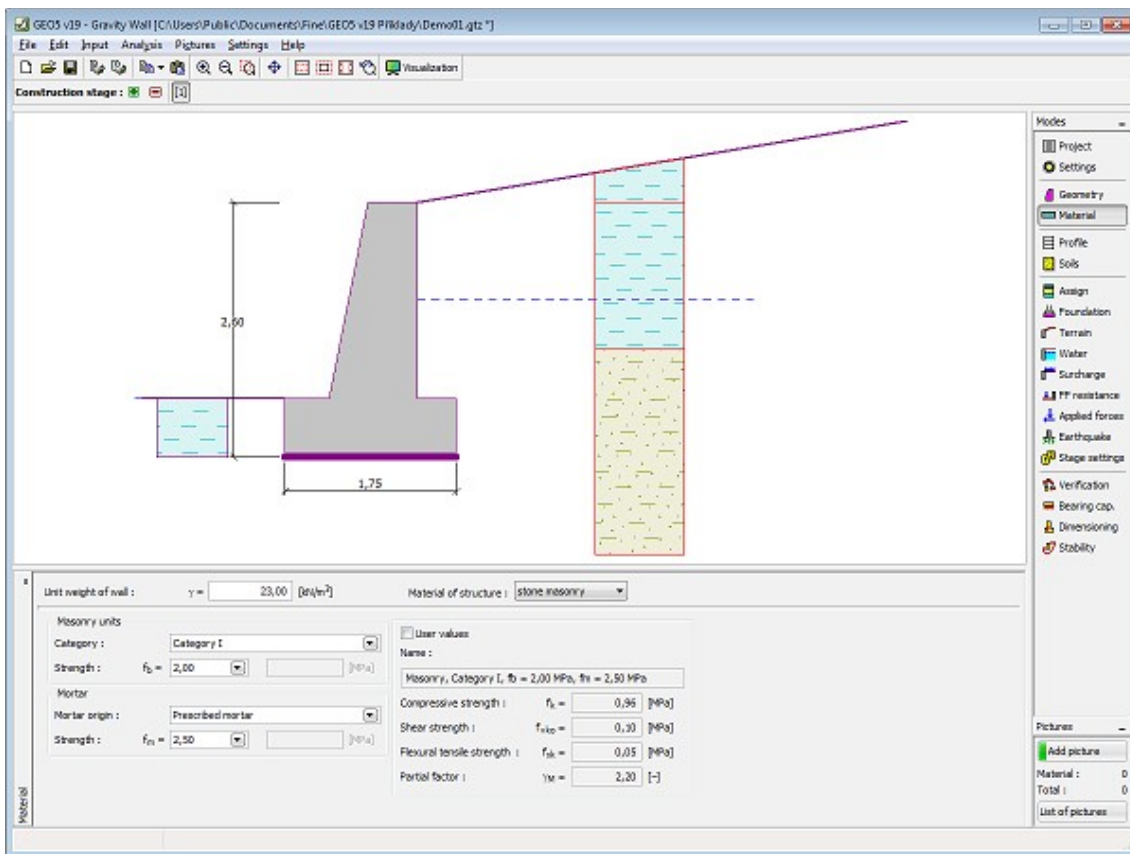 GEO5 v19 - Gravity Wall [C:\Users\Public\Documents\Fine\GEO5 v19 Příklady\Demo01.gtz *]
File Edit Input Analysis Pictures Settings Help
Visualization
Construction stage : [1]
2,60
1,75
Modes
Project
Settings
Geometry
Material
Profile
Soils
Assign
Foundation
Terrain
Water
Surcharge
FF resistance
Applied forces
Earthquake
Stage settings
Verification
Bearing cap.
Dimensioning
Stability
Pictures
Add picture
Material : 0
Total : 0
List of pictures
Material
Unit weight of wall : γ = 23,00 [kN/m³]
Material of structure : stone masonry
Masonry units
Category : Category I
Strength : fb = 2,00 [MPa]
Mortar
Mortar origin : Prescribed mortar
Strength : fm = 2,50 [MPa]
User values
Name :
Masonry, Category I, fb = 2,00 MPa, fm = 2,50 MPa
Compressive strength : fk = 0,96 [MPa]
Shear strength : fvko = 0,10 [MPa]
Flexural tensile strength : fxk = 0,05 [MPa]
Partial factor : γM = 2,20 [–]